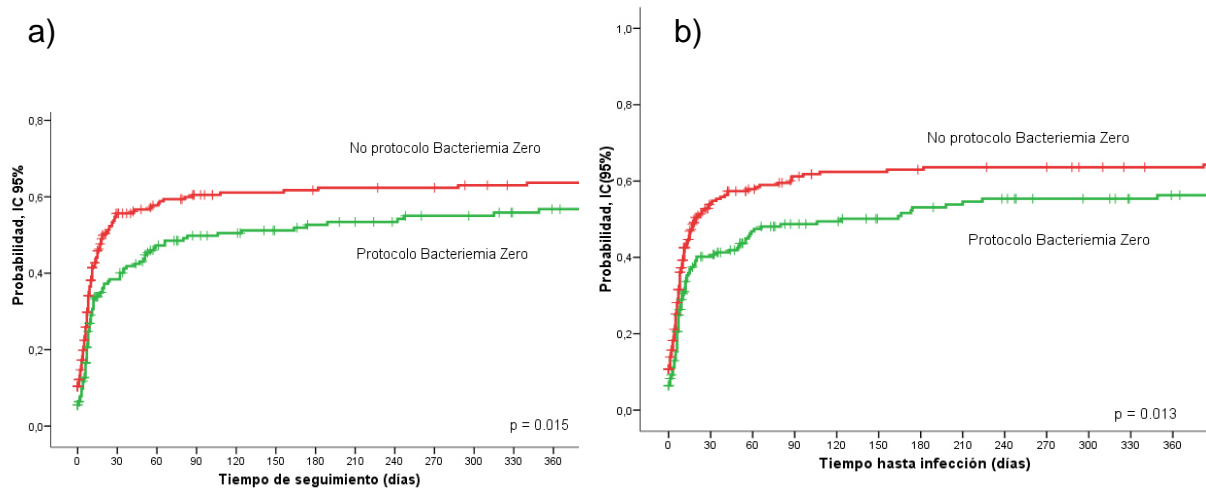 a)
0,8
0,6
0,4
0,2
0,0
Probabilidad. IC 95%
No protocolo Bacteriemia Zero
Protocolo Bacteriemia Zero
p = 0.015
0 30 60 90 120 150 180 210 240 270 300 330 360
Tiempo de seguimiento (días)
b)
1,0
0,8
0,6
0,4
0,2
0,0
Probabilidad. IC(95%)
No protocolo Bacteriemia Zero
Protocolo Bacteriemia Zero
p = 0.013
0 30 60 90 120 150 180 210 240 270 300 330 360
Tiempo hasta infección (días)